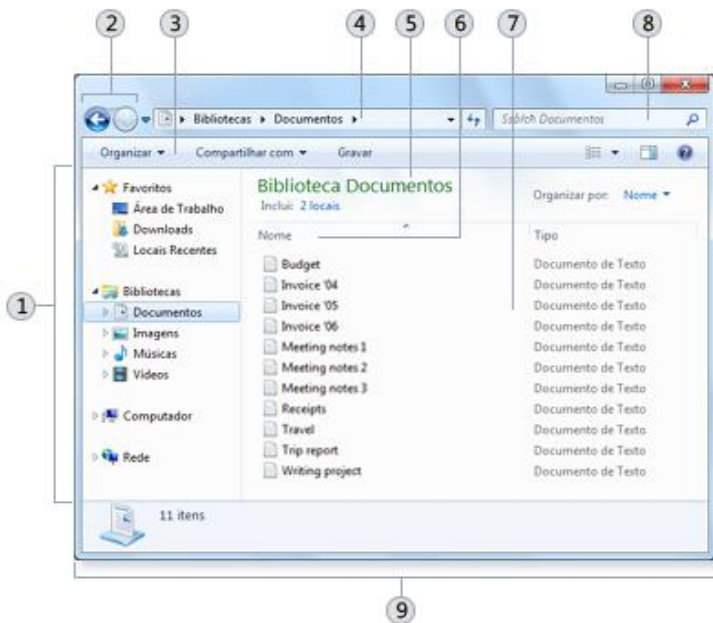 2 3 4 5 6 7 8
Bibliotecas Documentos
Organizar Compartilhar com Gravar
1
Favoritos
Área de Trabalho
Downloads
Locais Recentes
Bibliotecas
Documentos
Imagens
Músicas
Vídeos
Computador
Rede
Biblioteca Documentos
Inclui: 2 locais
Organizar por: Nome
Nome Tipo
Budget Documento de Texto
Invoice '04 Documento de Texto
Invoice '05 Documento de Texto
Invoice '06 Documento de Texto
Meeting notes 1 Documento de Texto
Meeting notes 2 Documento de Texto
Meeting notes 3 Documento de Texto
Receipts Documento de Texto
Travel Documento de Texto
Trip report Documento de Texto
Writing project Documento de Texto
11 itens
9